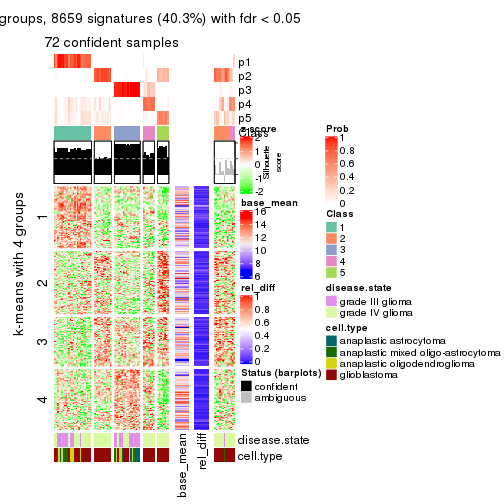 groups, 8659 signatures (40.3%) with fdr < 0.05
72 confident samples
p1
p2
p3
p4
p5
Class
z-score
2
1
0
-1
-2
Silhouette
score
k-means with 4 groups
1
2
3
4
base_mean
16
14
12
10
8
6
rel_diff
1
0.8
0.6
0.4
0.2
0
Status (barplots)
confident
ambiguous
Prob
1
0.8
0.6
0.4
0.2
0
Class
1
2
3
4
5
disease.state
grade III glioma
grade IV glioma
cell.type
anaplastic astrocytoma
anaplastic mixed oligo-astrocytoma
anaplastic oligodendroglioma
glioblastoma
disease.state
cell.type
base_mean
rel_diff